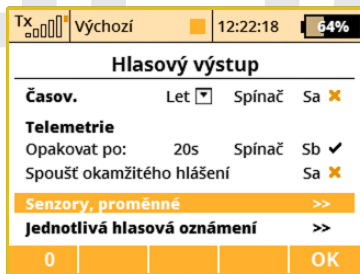 Tx Výchozí 12:22:18 64%
Hlasový výstup
Časov. Let Spínač Sa
Telemetrie
Opakovat po: 20s Spínač Sb
Spoušť okamžitého hlášení Sa
Senzory, proměnné >>
Jednotlivá hlasová oznámení >>
0 OK